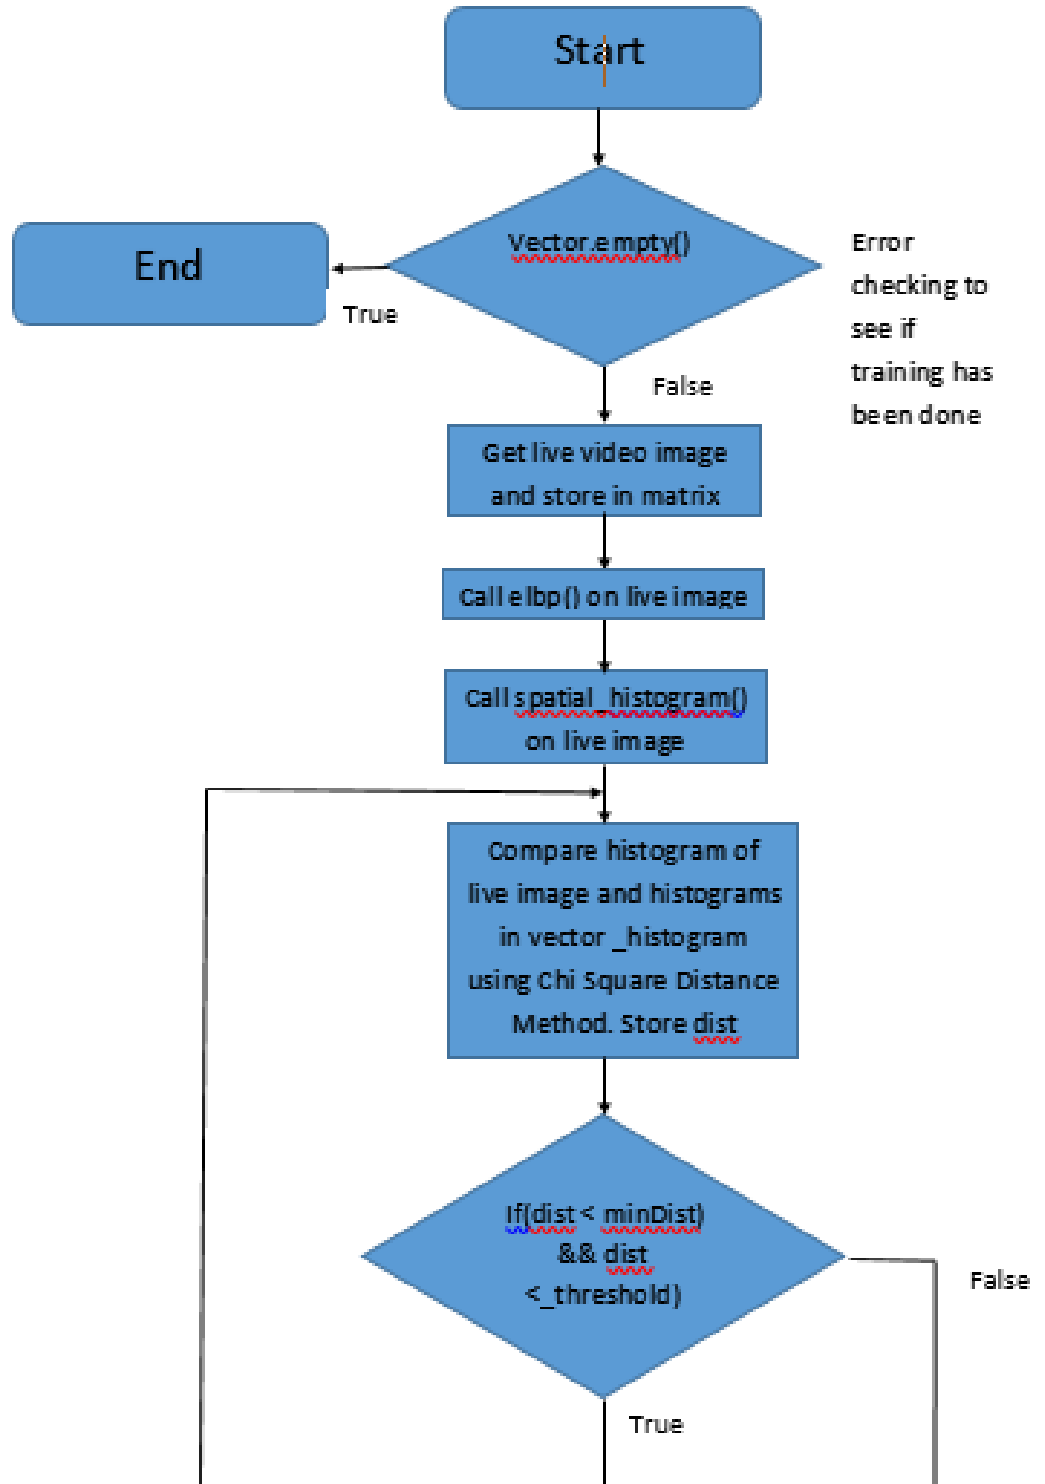 Start
Vector.empty()
End
True
Error
checking to
see if
training has
been done
False
Get live video image
and store in matrix
Call elbp() on live image
Call spatial_histogram()
on live image
Compare histogram of
live image and histograms
in vector _histogram
using Chi Square Distance
Method. Store dist
If(dist < minDist)
&& dist
<_threshold)
False
True